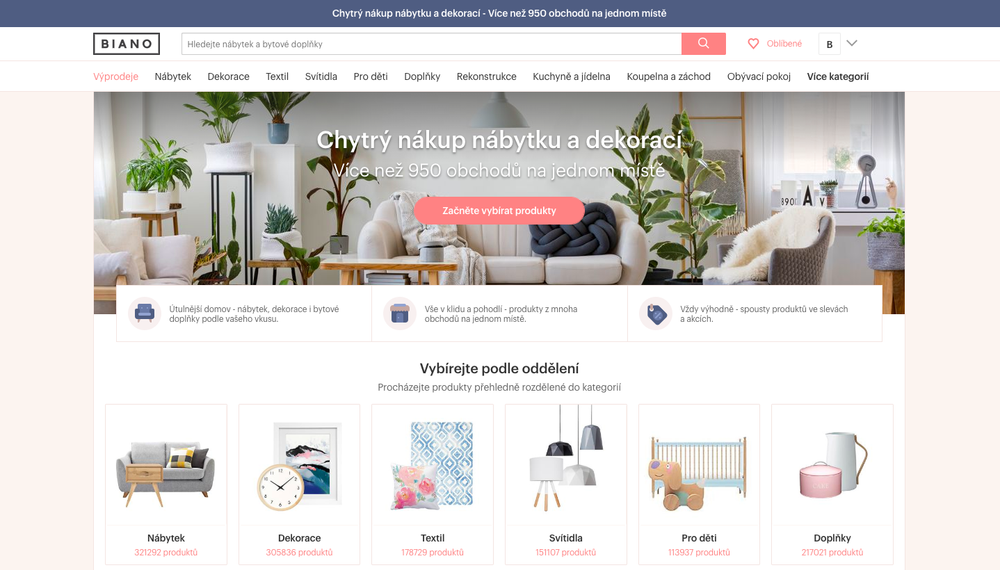 Chytrý nákup nábytku a dekorací - Více než 950 obchodů na jednom místě
BIANO
Hledejte nábytek a bytové doplňky
Oblíbené
B
Výprodeje Nábytek Dekorace Textil Svítidla Pro děti Doplňky Rekonstrukce Kuchyně a jídelna Koupelna a záchod Obývací pokoj Více kategorií
Chytrý nákup nábytku a dekorací
Více než 950 obchodů na jednom místě
Začněte vybírat produkty
A
V
Útulnější domov - nábytek, dekorace i bytové
doplňky podle vašeho vkusu.
Vše v klidu a pohodlí - produkty z mnoha
obchodů na jednom místě.
Vždy výhodně - spousty produktů ve slevách
a akcích.
Vybírejte podle oddělení
Procházejte produkty přehledně rozdělené do kategorií
CAKE
Nábytek
321292 produktů
Dekorace
305836 produktů
Textil
178729 produktů
Svítidla
151107 produktů
Pro děti
113937 produktů
Doplňky
217021 produktů